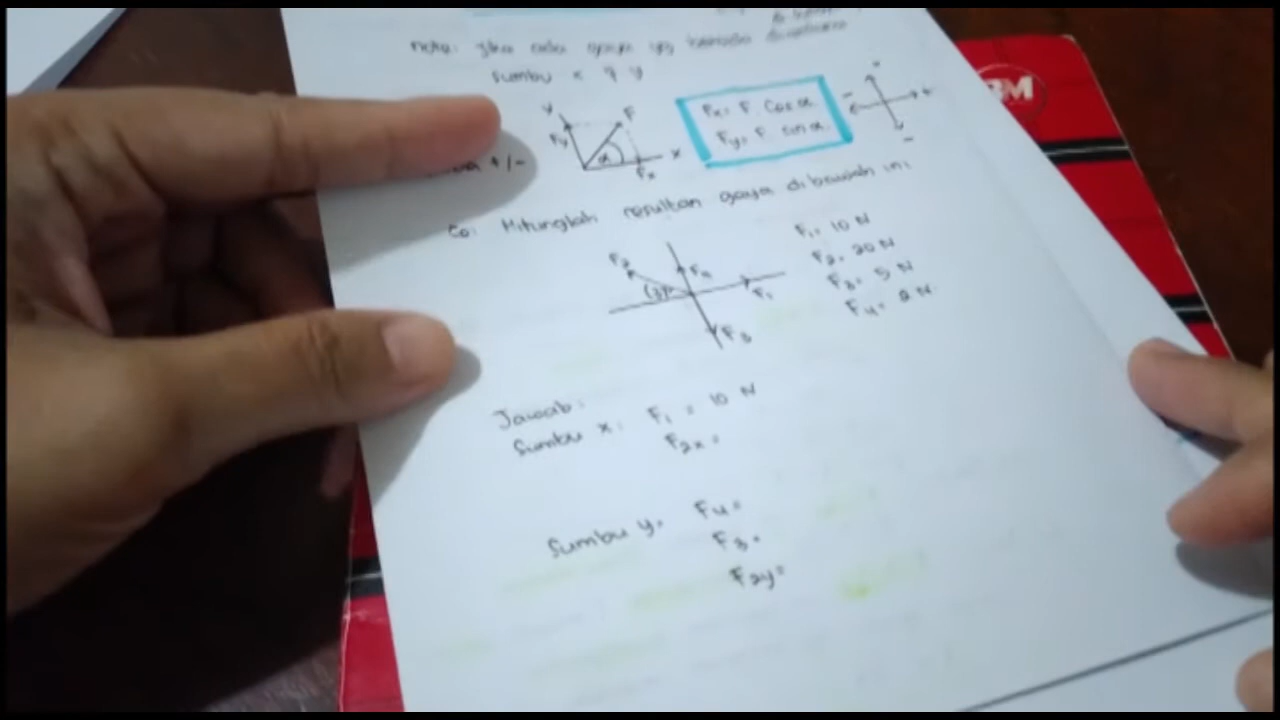 Note: Jika ada gaya yg berada diantara
sumbu x & y
y
F
Fy
α
x
Fx
Fx = F. Cos α
Fy = F. sin α
+
-
+
-
+/-
BM
Co: Hitunglah resultan gaya dibawah ini
F2
F4
F1
F3
F1 = 10 N
F2 = 20 N
F3 = 5 N
F4 = 8 N
Jawab:
Sumbu x: F1 = 10 N
F2x =
Sumbu y = F4 =
F3 =
F2y =